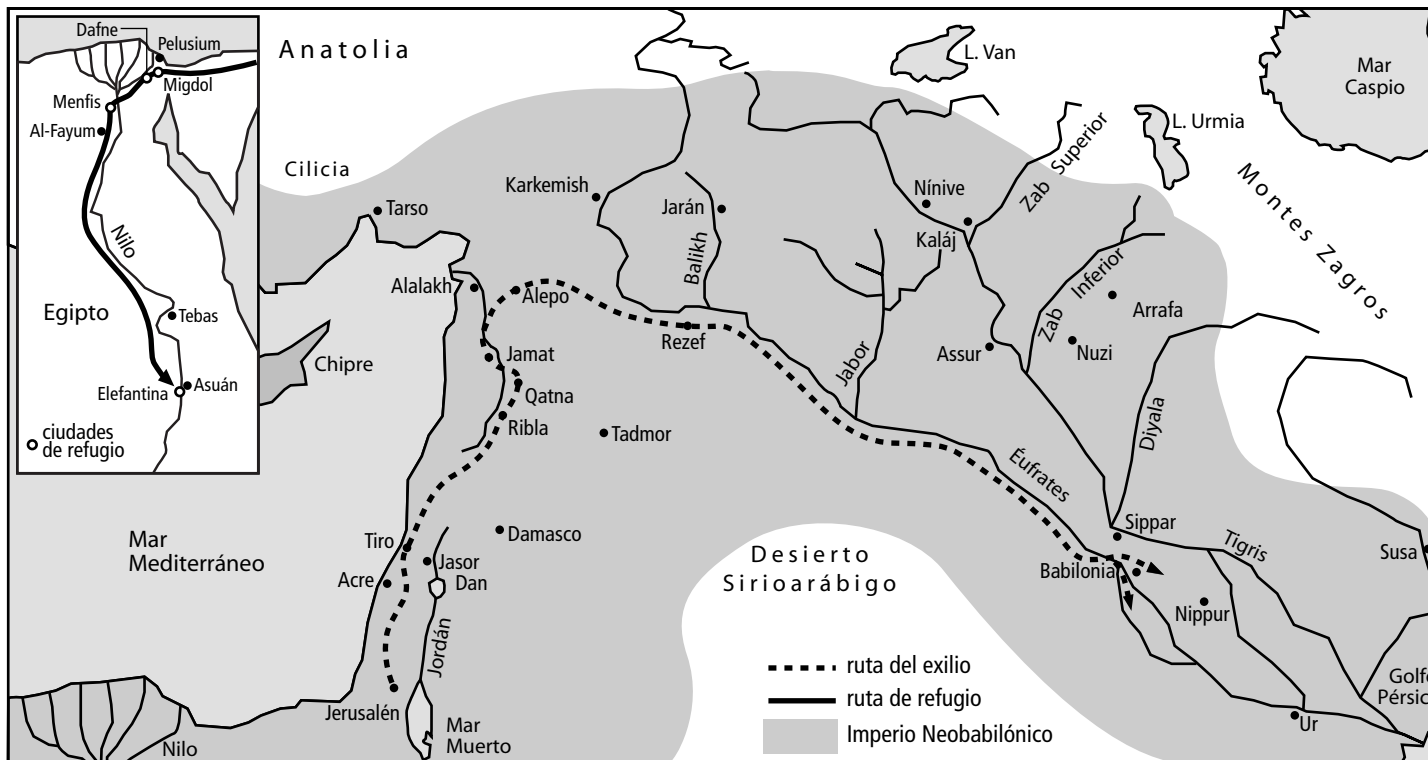 Dafne
Pelusium
Migdol
Menfis
Al-Fayum
Nilo
Egipto
Tebas
Elefantina
Asuán
ciudades
de refugio
Anatolia
L. Van
Mar
Caspio
L. Urmia
Cilicia
Tarso
Karkemish
Jarán
Balikh
Nínive
Kaláj
Zab Superior
Zab Inferior
Montes Zagros
Arrafa
Nuzi
Assur
Alalakh
Alepo
Rezef
Jabor
Chipre
Jamat
Qatna
Ribla
Tadmor
Diyala
Éufrates
Sippar
Tigris
Susa
Babilonia
Nippur
Mar
Mediterráneo
Tiro
Damasco
Jasor
Acre
Dan
Jordán
Desierto
Sirioarábigo
Jerusalén
Mar
Muerto
Nilo
Ur
Golfo
Pérsic
ruta del exilio
ruta de refugio
Imperio Neobabilónico